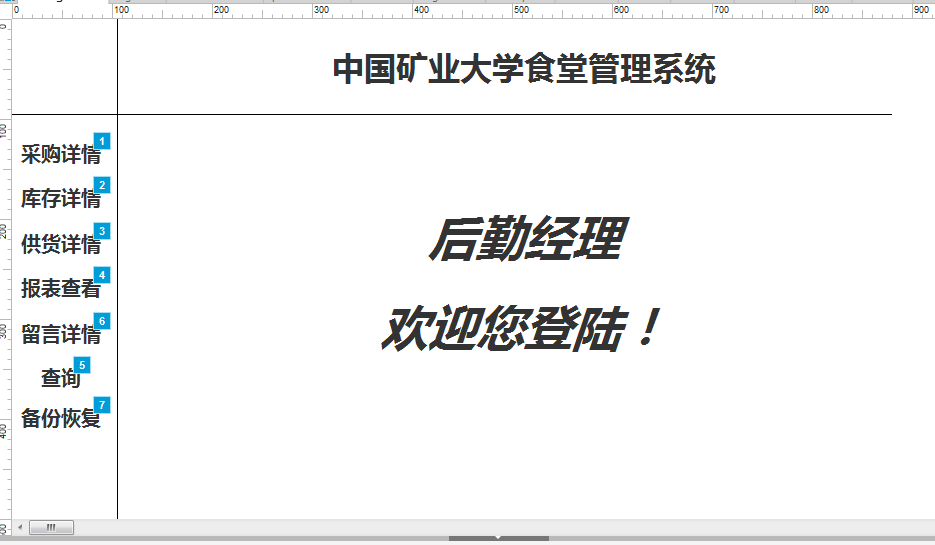 0 100 200 300 400 500 600 700 800 900
0
中国矿业大学食堂管理系统
100
采购详情 1
库存详情 2
200
供货详情 3
后勤经理
报表查看 4
300
留言详情 6
欢迎您登陆！
查询 5
备份恢复 7
400